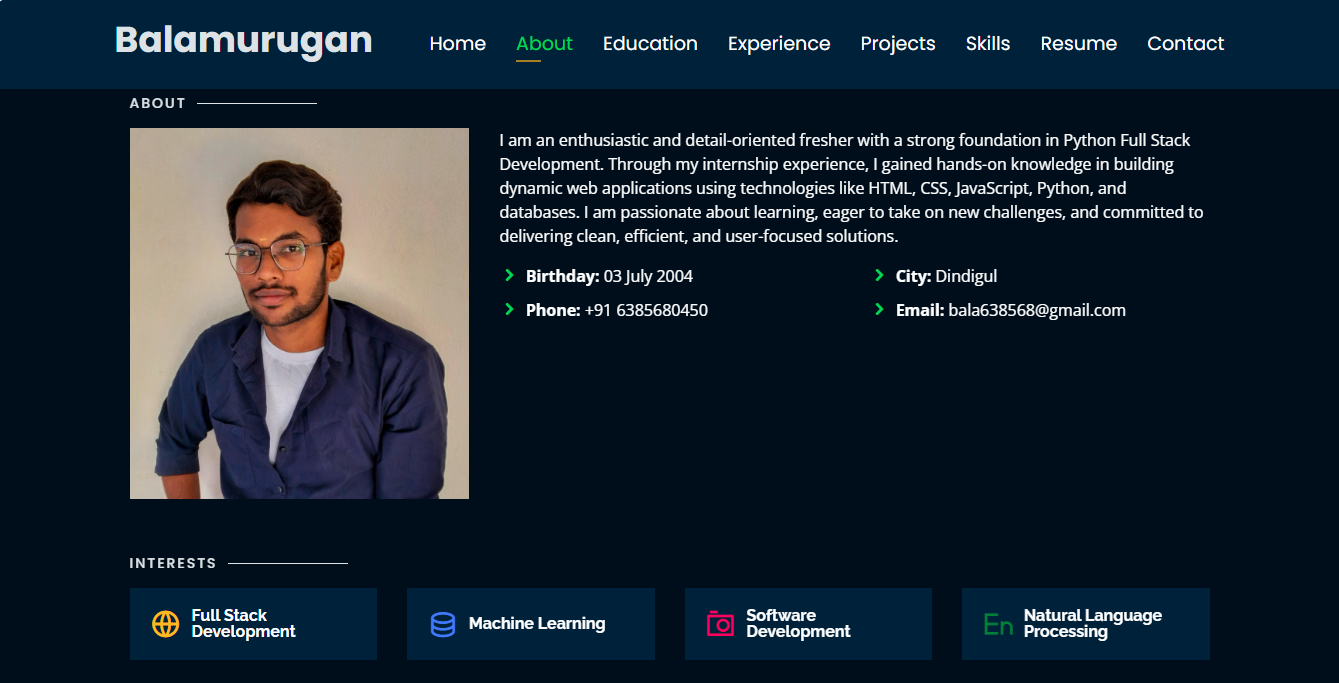 Balamurugan
Home About Education Experience Projects Skills Resume Contact
ABOUT
I am an enthusiastic and detail-oriented fresher with a strong foundation in Python Full Stack
Development. Through my internship experience, I gained hands-on knowledge in building
dynamic web applications using technologies like HTML, CSS, JavaScript, Python, and
databases. I am passionate about learning, eager to take on new challenges, and committed to
delivering clean, efficient, and user-focused solutions.
Birthday: 03 July 2004
City: Dindigul
Phone: +91 6385680450
Email: bala638568@gmail.com
INTERESTS
Full Stack
Development
Machine Learning
Software
Development
En
Natural Language
Processing